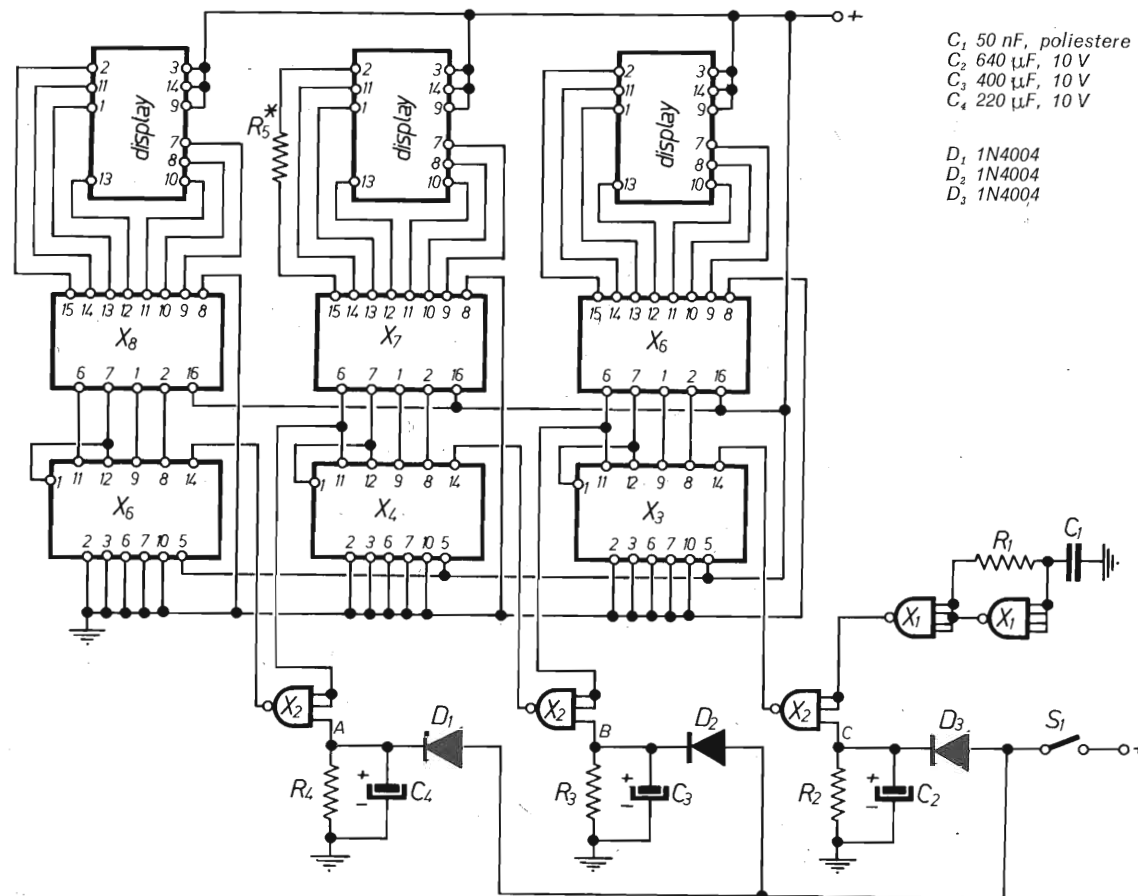 +
C₁ 50 nF, poliestere
C₂ 640 µF, 10 V
C₃ 400 µF, 10 V
C₄ 220 µF, 10 V
D₁ 1N4004
D₂ 1N4004
D₃ 1N4004
2 3 2 3 2 3
11 14 11 14 11 14
1 9 1 9 1 9
display display display
R₅*
7 7 7
8 8 8
13 10 13 10 13 10
15 14 13 12 11 10 9 8
15 14 13 12 11 10 9 8
15 14 13 12 11 10 9 8
X₈ X₇ X₆
6 7 1 2 16
6 7 1 2 16
6 7 1 2 16
1 11 12 9 8 14
1 11 12 9 8 14
1 11 12 9 8 14
X₆ X₄ X₃
2 3 6 7 10 5
2 3 6 7 10 5
2 3 6 7 10 5
R₁ C₁
X₁ X₁
X₂ X₂ X₂
A D₁ B D₂ C D₃ S₁ +
R₄ + - C₄ R₃ + - C₃ R₂ + - C₂